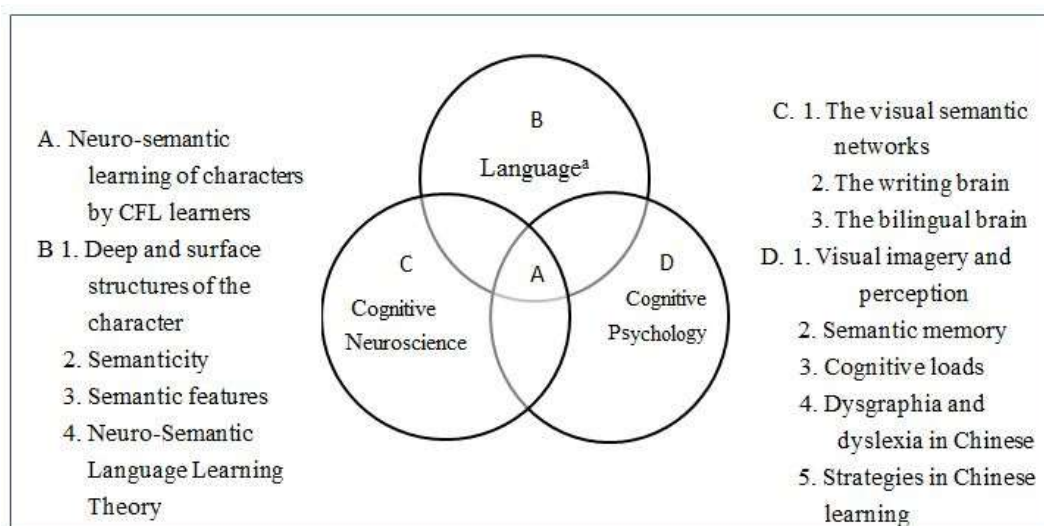 A. Neuro-semantic
learning of characters
by CFL learners
B 1. Deep and surface
structures of the
character
2. Semanticity
3. Semantic features
4. Neuro-Semantic
Language Learning
Theory
B
Languageᵃ
C
Cognitive
Neuroscience
A
D
Cognitive
Psychology
C. 1. The visual semantic
networks
2. The writing brain
3. The bilingual brain
D. 1. Visual imagery and
perception
2. Semantic memory
3. Cognitive loads
4. Dysgraphia and
dyslexia in Chinese
5. Strategies in Chinese
learning